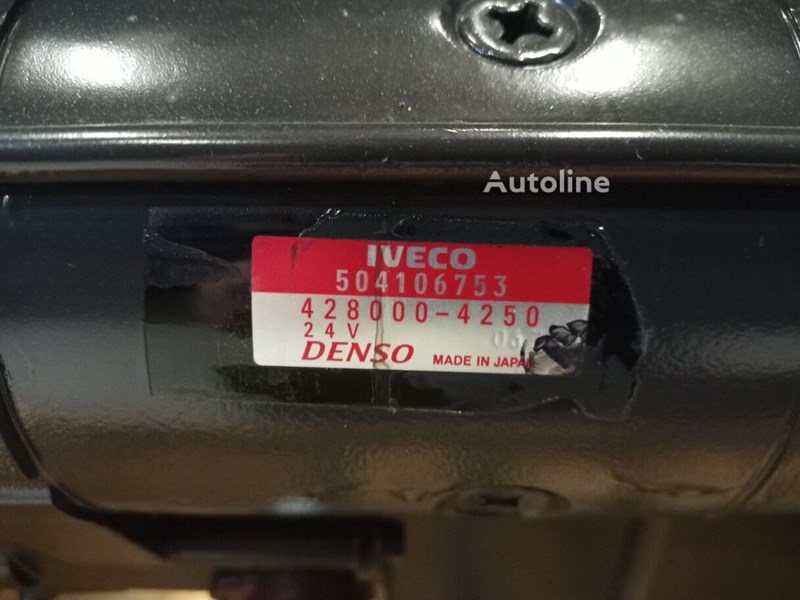 Autoline
IVECO
504106753
428000-4250
24V
DENSO MADE IN JAPAN